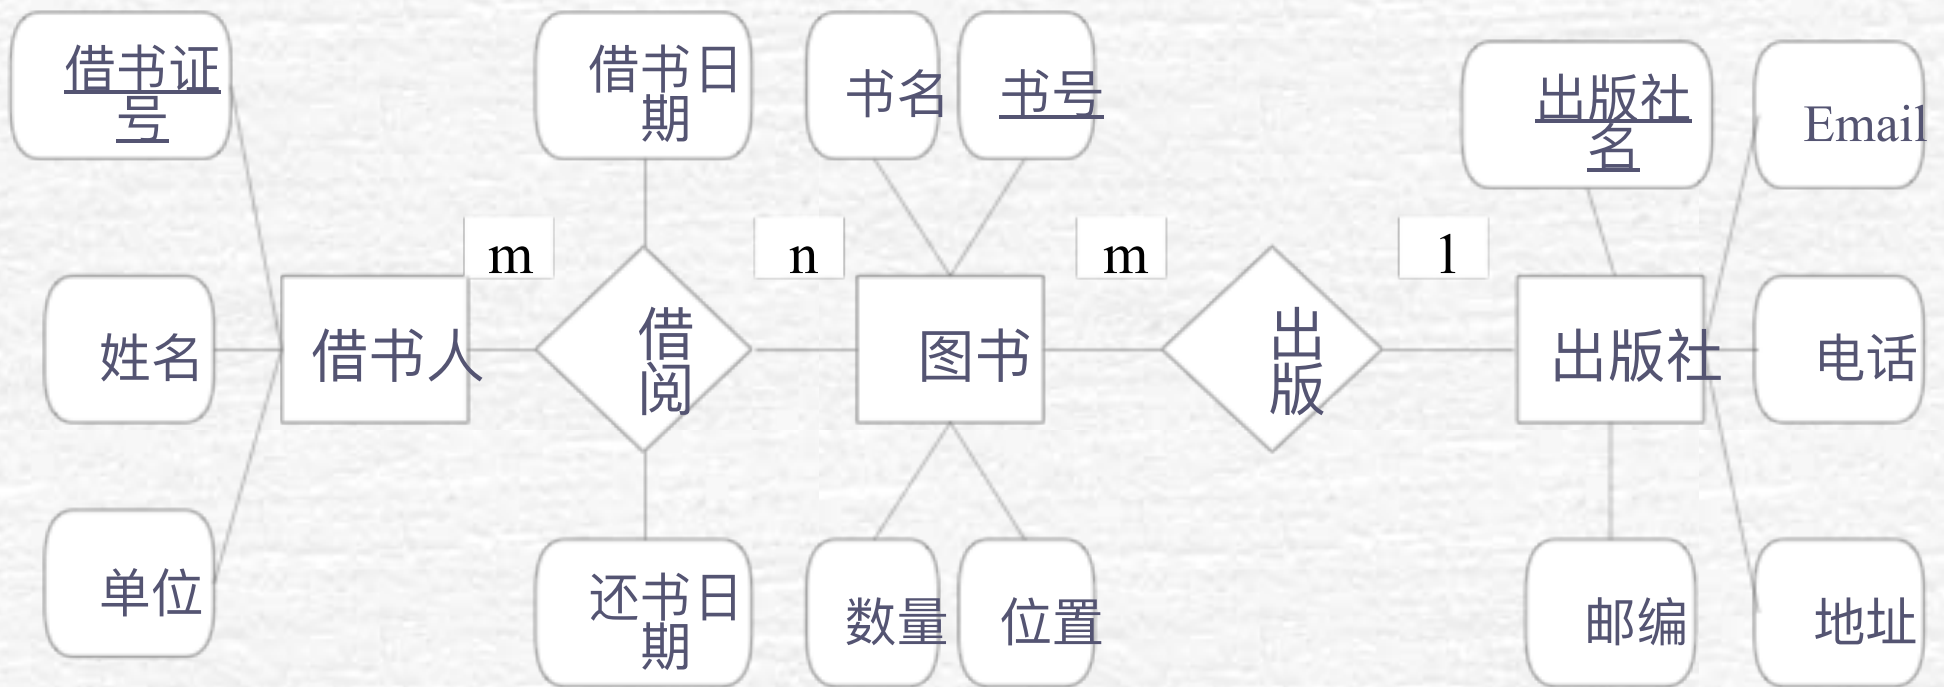 借书证
号
借书日
期
书名
书号
出版社
名
Email
m
n
m
1
姓名
借书人
借
阅
图书
出
版
出版社
电话
单位
还书日
期
数量
位置
邮编
地址